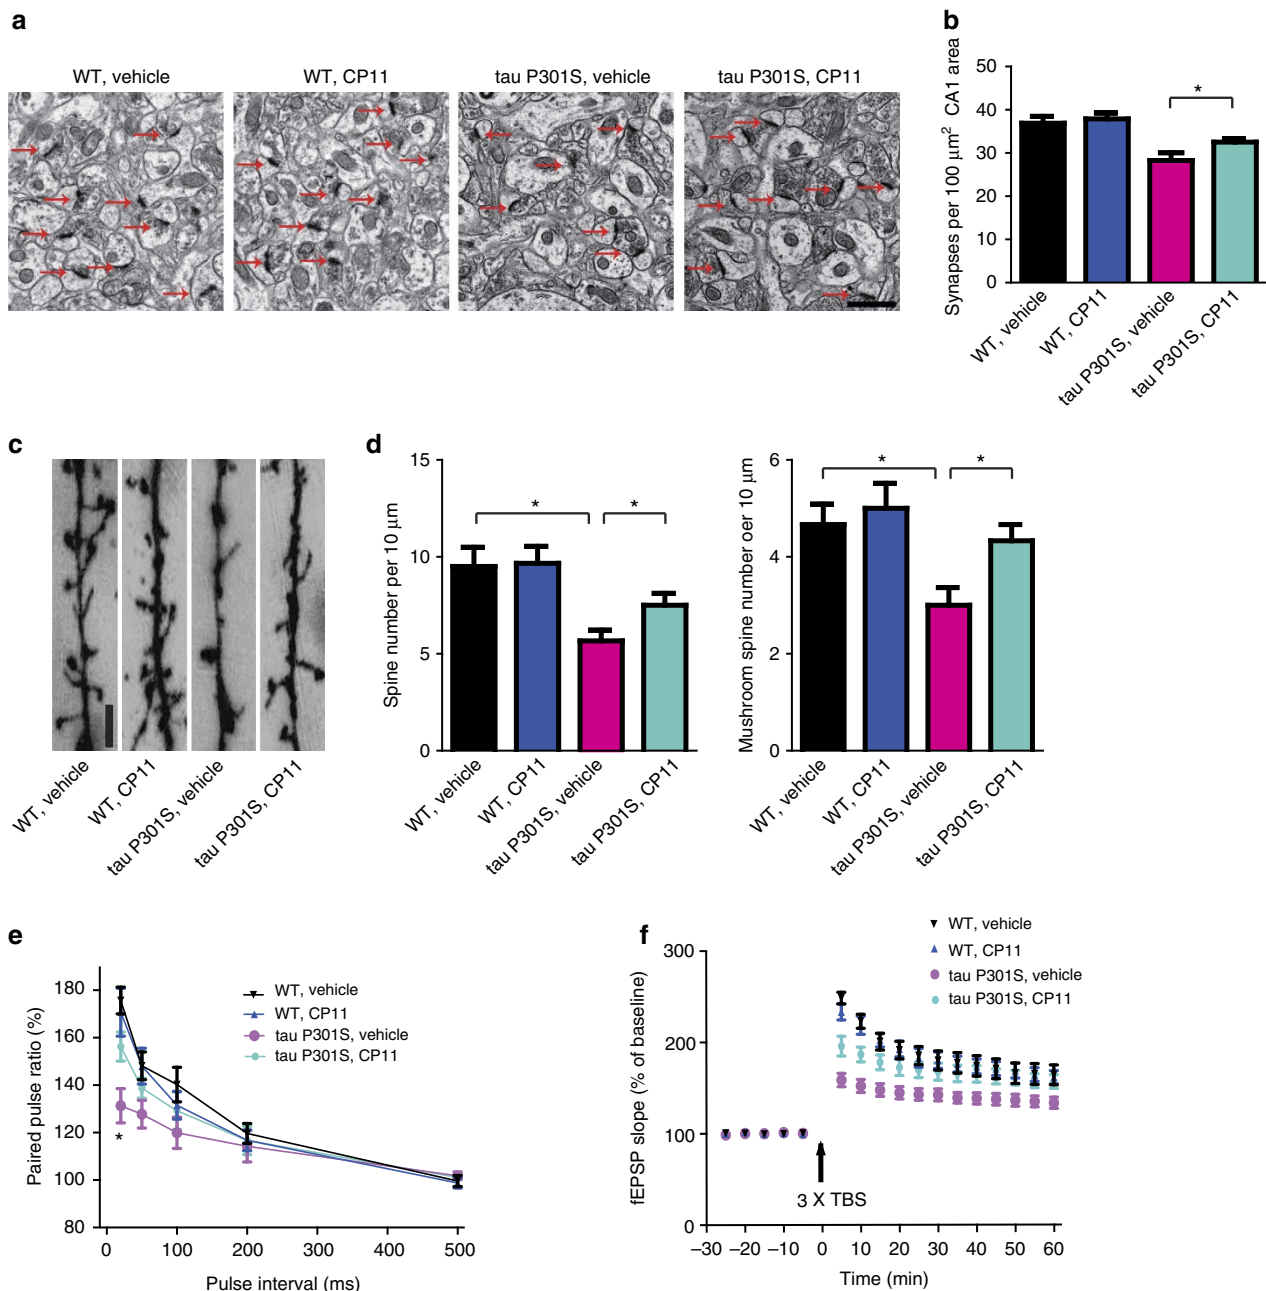 a
WT, vehicle
WT, CP11
tau P301S, vehicle
tau P301S, CP11
b
Synapses per 100 μm² CA1 area
50
40
30
20
10
0
*
WT, vehicle
WT, CP11
tau P301S, vehicle
tau P301S, CP11
c
WT, vehicle
WT, CP11
tau P301S, vehicle
tau P301S, CP11
d
Spine number per 10 μm
15
10
5
0
*
*
WT, vehicle
WT, CP11
tau P301S, vehicle
tau P301S, CP11
Mushroom spine number oer 10 μm
6
4
2
0
*
*
WT, vehicle
WT, CP11
tau P301S, vehicle
tau P301S, CP11
e
Paired pulse ratio (%)
180
160
140
120
100
80
*
WT, vehicle
WT, CP11
tau P301S, vehicle
tau P301S, CP11
0 100 200 300 400 500
Pulse interval (ms)
f
WT, vehicle
WT, CP11
tau P301S, vehicle
tau P301S, CP11
fEPSP slope (% of baseline)
300
200
100
0
3 X TBS
–30 –20 –10 0 10 20 30 40 50 60
Time (min)